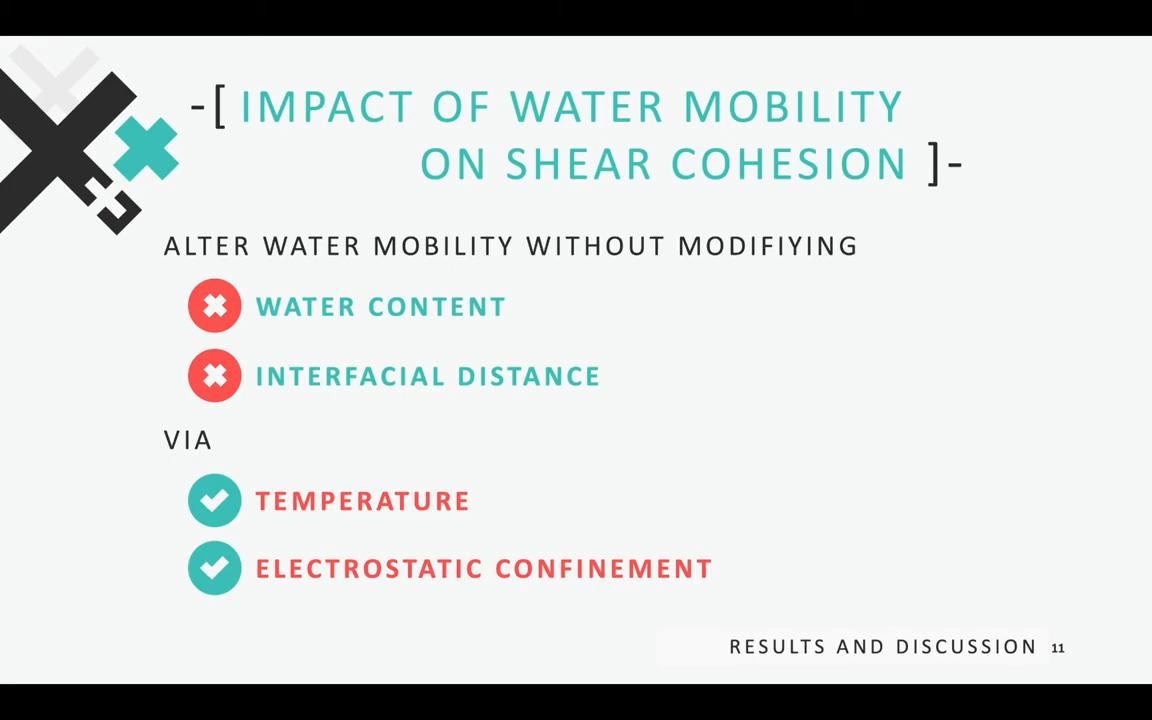 -[ IMPACT OF WATER MOBILITY
ON SHEAR COHESION ]-
ALTER WATER MOBILITY WITHOUT MODIFIYING
WATER CONTENT
INTERFACIAL DISTANCE
VIA
TEMPERATURE
ELECTROSTATIC CONFINEMENT
RESULTS AND DISCUSSION 11